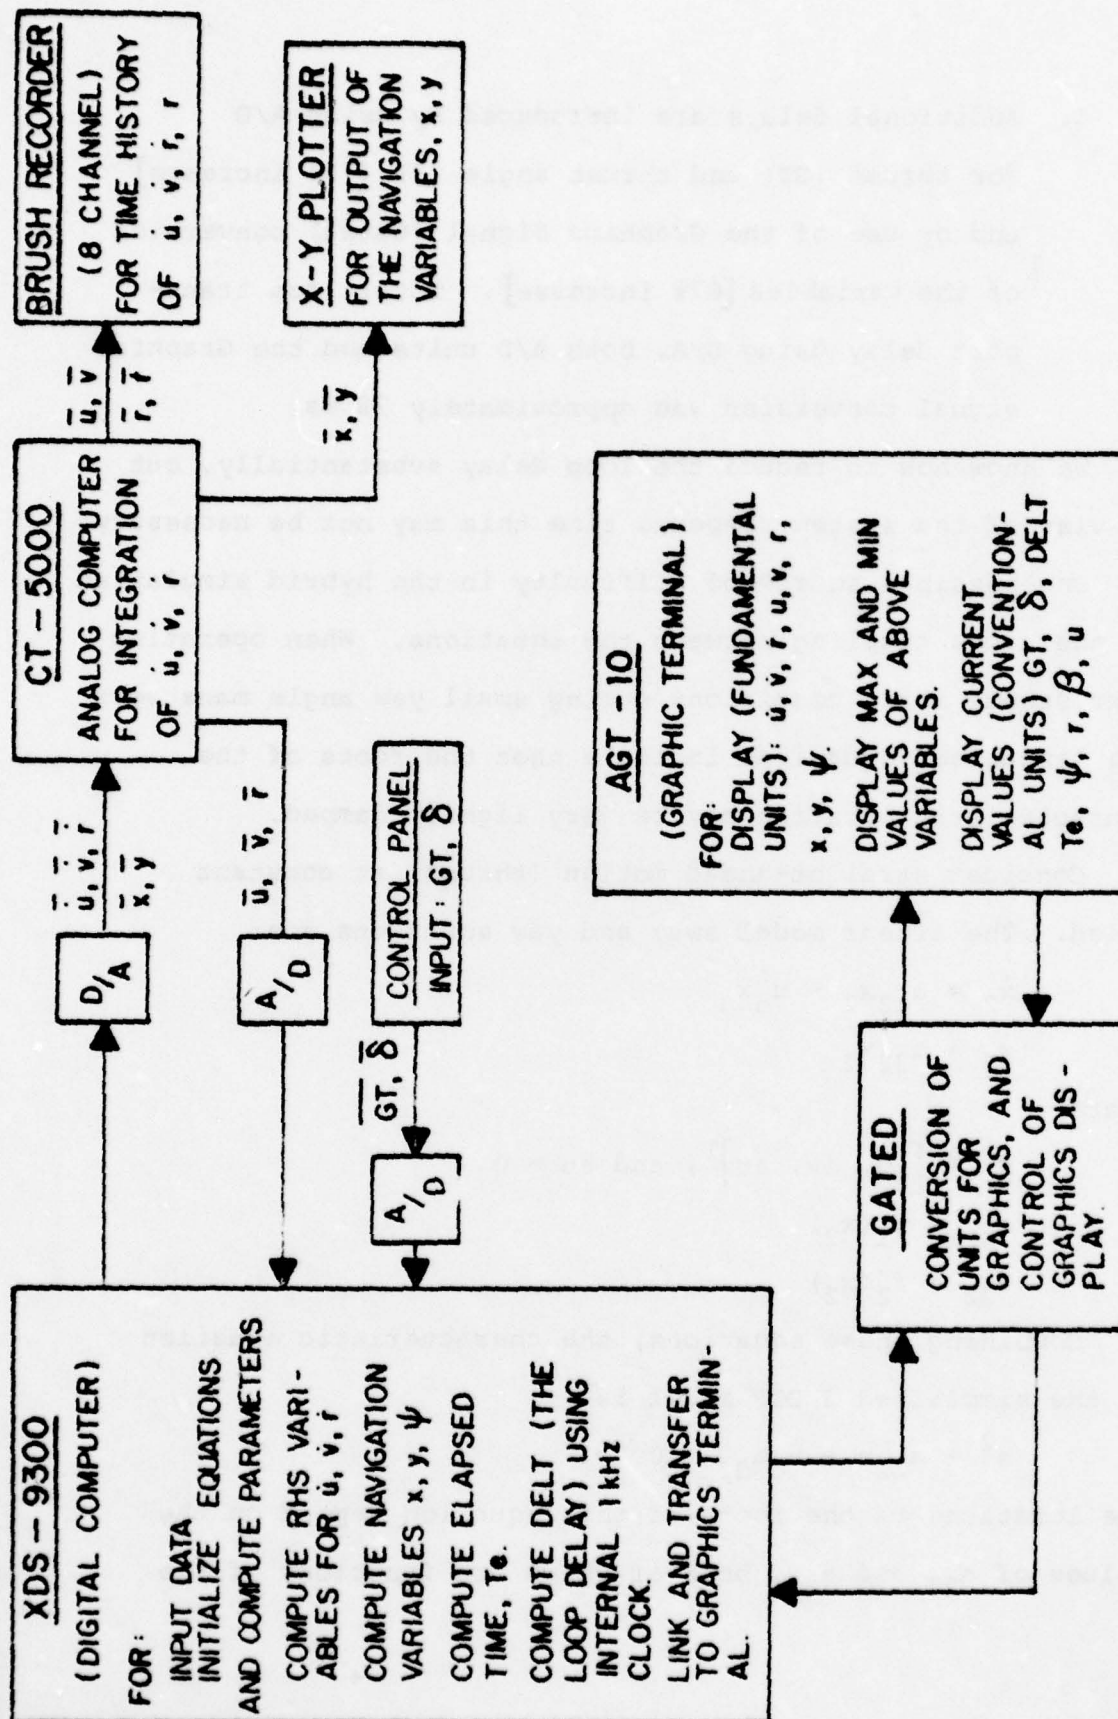 XDS - 9300
(DIGITAL COMPUTER)
FOR:
INPUT DATA
INITIALIZE EQUATIONS
AND COMPUTE PARAMETERS
COMPUTE RHS VARI-
ABLES FOR u̇, v̇, ṙ
COMPUTE NAVIGATION
VARIABLES x, y, ψ
COMPUTE ELAPSED
TIME, Te.
COMPUTE DELT (THE
LOOP DELAY) USING
INTERNAL 1 kHz
CLOCK
LINK AND TRANSFER
TO GRAPHICS TERMIN-
AL.
D/A
u̇̅, v̇̅, ṙ̅
x̅, y̅
A/D
u̅, v̅, r̅
CT - 5000
ANALOG COMPUTER
FOR INTEGRATION
OF u̇, v̇, ṙ
u̅, v̅
r̅, ṙ̅
BRUSH RECORDER
(8 CHANNEL)
FOR TIME HISTORY
OF u, v, ṙ, r
x̅, y̅
X-Y PLOTTER
FOR OUTPUT OF
THE NAVIGATION
VARIABLES, x, y
A/D
GT, δ̅
CONTROL PANEL
INPUT: GT, δ
GATED
CONVERSION OF
UNITS FOR
GRAPHICS, AND
CONTROL OF
GRAPHICS DIS-
PLAY.
AGT 10
(GRAPHIC TERMINAL)
FOR:
DISPLAY (FUNDAMENTAL
UNITS): u̇, v̇, ṙ, u, v, r,
x, y, ψ
DISPLAY MAX AND MIN
VALUES OF ABOVE
VARIABLES.
DISPLAY CURRENT
VALUES (CONVENTION-
AL UNITS) GT, δ, DELT
Te, ψ, r, β, u